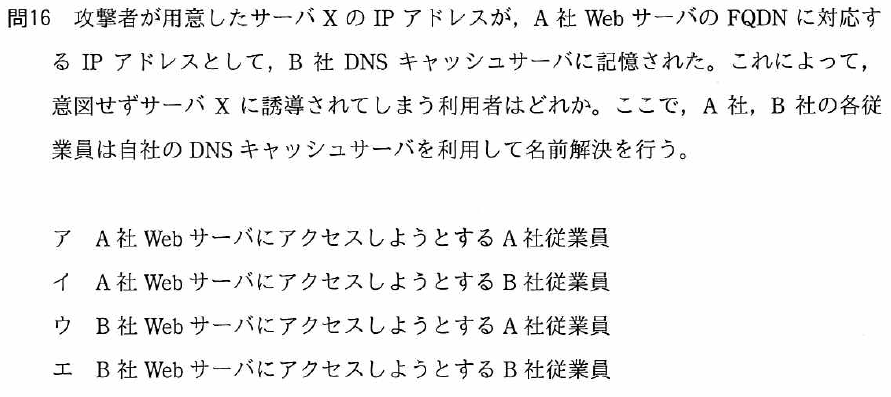 問16 攻撃者が用意したサーバ X の IP アドレスが，A 社 Web サーバの FQDN に対応す
る IP アドレスとして，B 社 DNS キャッシュサーバに記憶された。これによって，
意図せずサーバ X に誘導されてしまう利用者はどれか。ここで，A 社，B 社の各従
業員は自社の DNS キャッシュサーバを利用して名前解決を行う。
ア A 社 Web サーバにアクセスしようとする A 社従業員
イ A 社 Web サーバにアクセスしようとする B 社従業員
ウ B 社 Web サーバにアクセスしようとする A 社従業員
エ B 社 Web サーバにアクセスしようとする B 社従業員